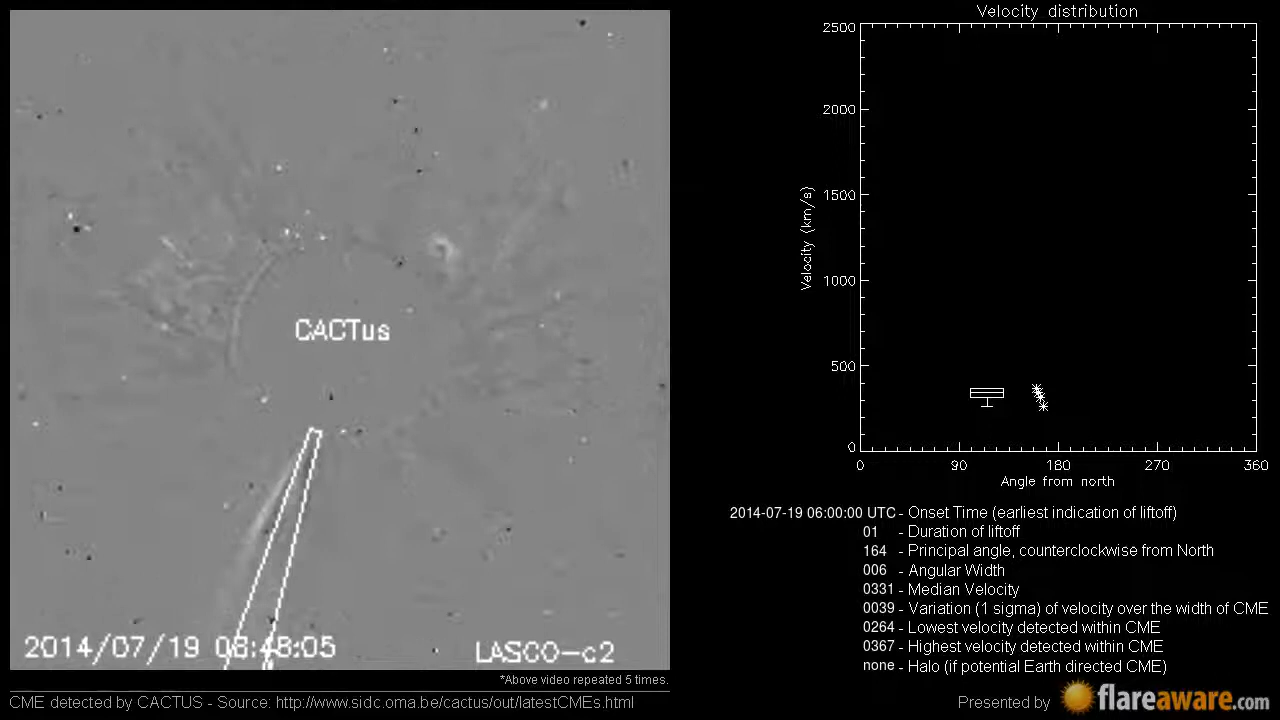 CACTus
2014/07/19 08:48:05
LASCO-c2
*Above video repeated 5 times.
CME detected by CACTUS - Source: http://www.sidc.oma.be/cactus/out/latestCMEs.html
Velocity distribution
Velocity (km/s)
2500
2000
1500
1000
500
0
0 90 180 270 360
Angle from north
2014-07-19 06:00:00 UTC - Onset Time (earliest indication of liftoff)
01 - Duration of liftoff
164 - Principal angle, counterclockwise from North
006 - Angular Width
0331 - Median Velocity
0039 - Variation (1 sigma) of velocity over the width of CME
0264 - Lowest velocity detected within CME
0367 - Highest velocity detected within CME
none - Halo (if potential Earth directed CME)
Presented by flareaware.com